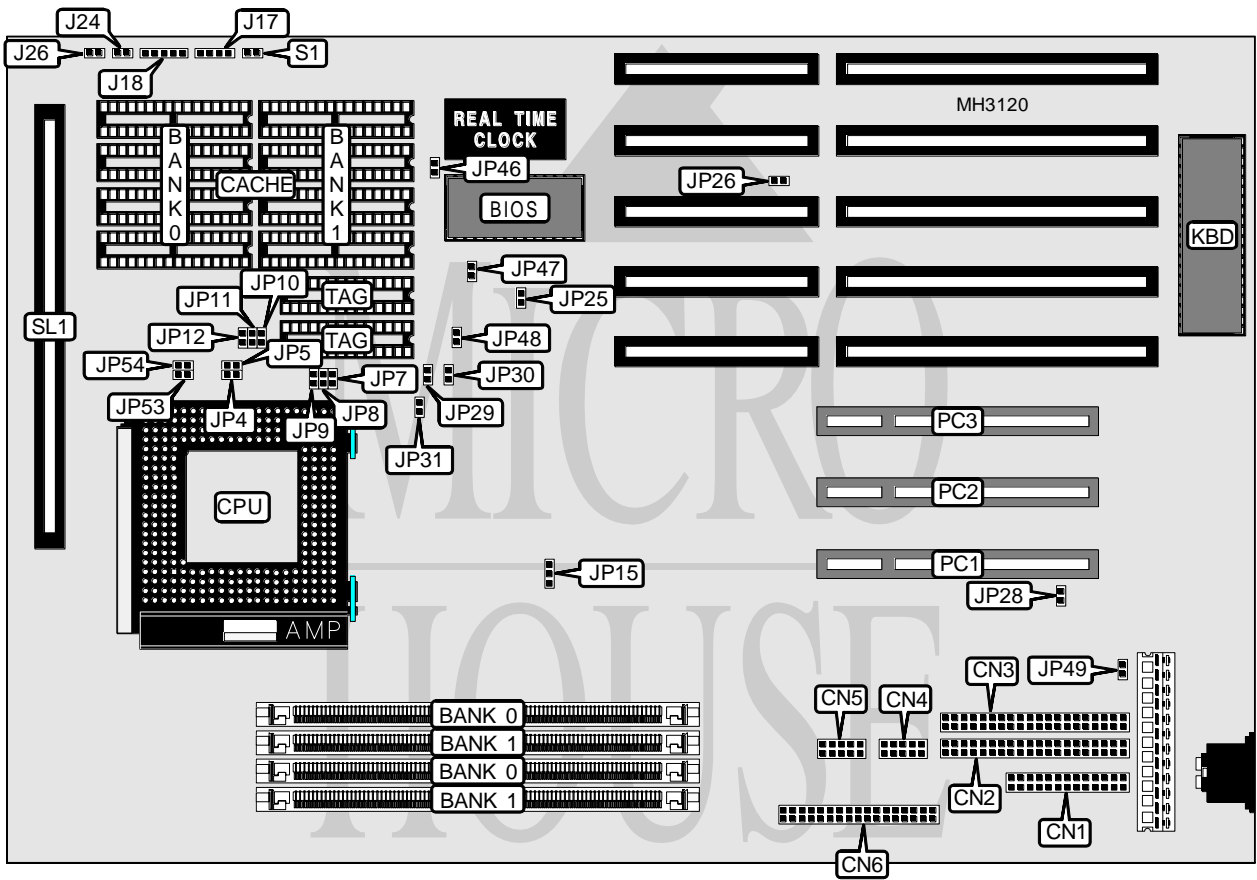 J24
J17
J26
S1
J18
MH3120
REAL TIME
CLOCK
BANK 0
BANK 1
CACHE
JP46
JP26
BIOS
KBD
JP47
JP10
JP11
TAG
JP25
SL1
JP12
TAG
JP48
JP5
JP54
JP7
JP30
JP53
JP4
JP8
JP29
JP9
JP31
PC3
PC2
CPU
PC1
JP15
JP28
AMP
MICRO
HOUSE
JP49
CN3
CN5
CN4
BANK 0
BANK 1
BANK 0
BANK 1
CN2
CN1
CN6